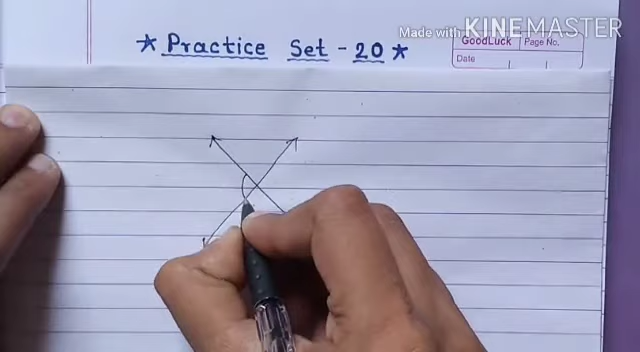 Made with KINEMASTER
* Practice Set - 20 *
GoodLuck Page No.
Date